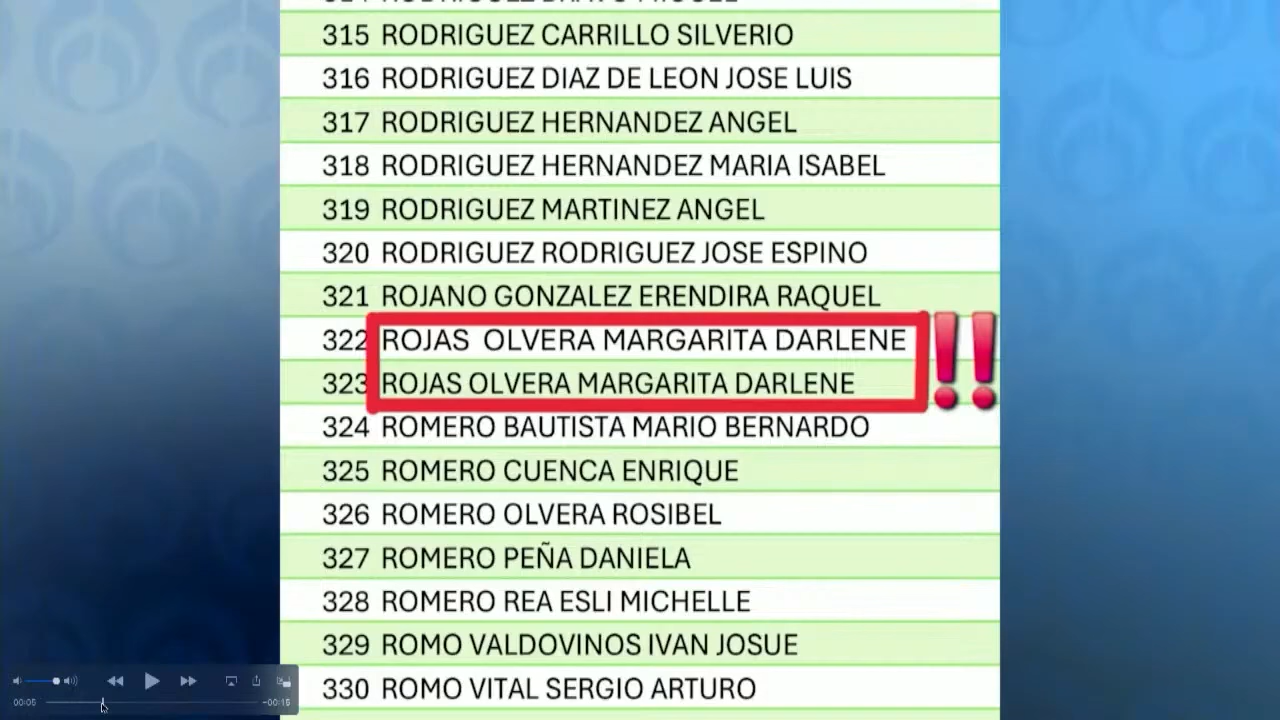 315 RODRIGUEZ CARRILLO SILVERIO
316 RODRIGUEZ DIAZ DE LEON JOSE LUIS
317 RODRIGUEZ HERNANDEZ ANGEL
318 RODRIGUEZ HERNANDEZ MARIA ISABEL
319 RODRIGUEZ MARTINEZ ANGEL
320 RODRIGUEZ RODRIGUEZ JOSE ESPINO
321 ROJANO GONZALEZ ERENDIRA RAQUEL
322 ROJAS  OLVERA MARGARITA DARLENE
323 ROJAS OLVERA MARGARITA DARLENE
‼
324 ROMERO BAUTISTA MARIO BERNARDO
325 ROMERO CUENCA ENRIQUE
326 ROMERO OLVERA ROSIBEL
327 ROMERO PEÑA DANIELA
328 ROMERO REA ESLI MICHELLE
329 ROMO VALDOVINOS IVAN JOSUE
330 ROMO VITAL SERGIO ARTURO